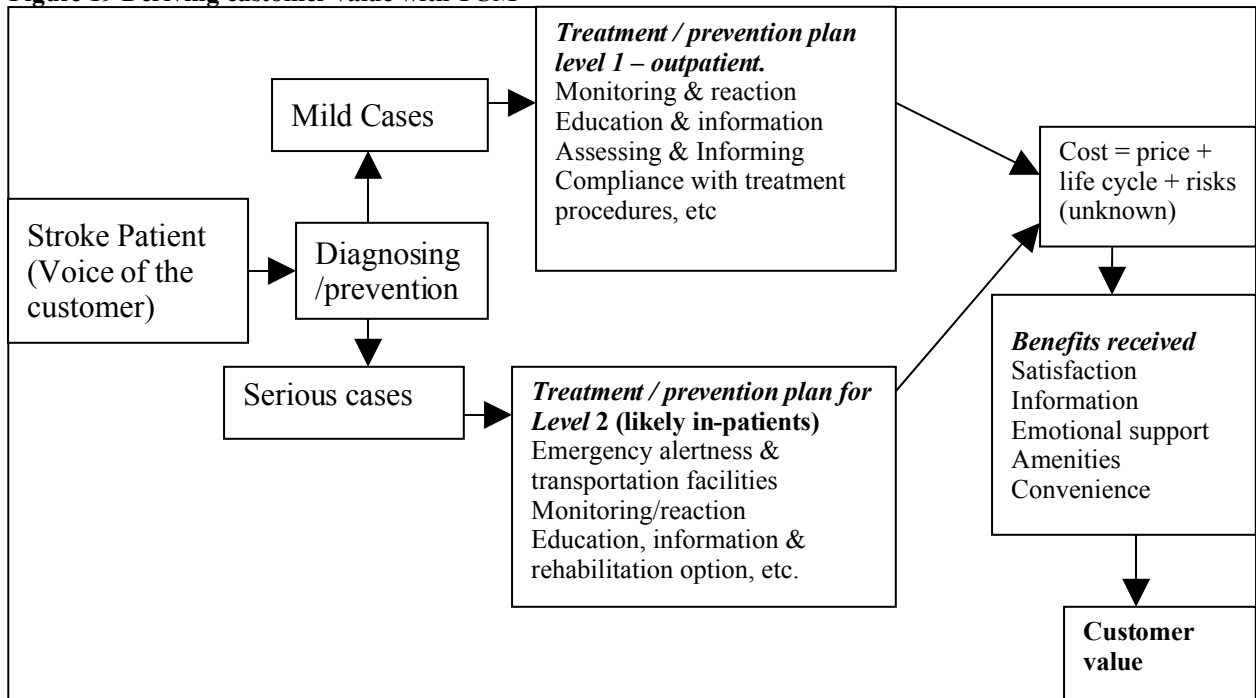 Figure 19 Deriving customer value with TCM
Stroke Patient
(Voice of the
customer)
Diagnosing
/prevention
Mild Cases
Serious cases
Treatment / prevention plan
level 1 – outpatient.
Monitoring & reaction
Education & information
Assessing & Informing
Compliance with treatment
procedures, etc
Treatment / prevention plan for
Level 2 (likely in-patients)
Emergency alertness &
transportation facilities
Monitoring/reaction
Education, information &
rehabilitation option, etc.
Cost = price +
life cycle + risks
(unknown)
Benefits received
Satisfaction
Information
Emotional support
Amenities
Convenience
Customer
value